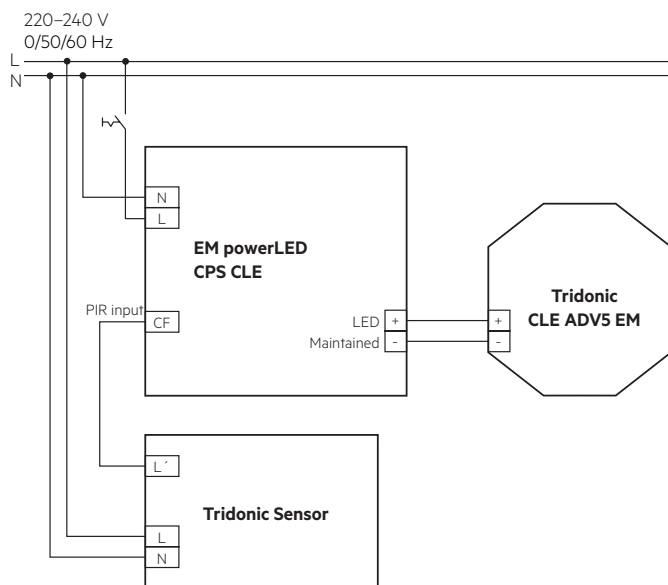 220–240 V
0/50/60 Hz
L
N
N
L
EM powerLED
CPS CLE
PIR input
CF
LED
+
Maintained
-
+
-
Tridonic
CLE ADV5 EM
L´
Tridonic Sensor
L
N